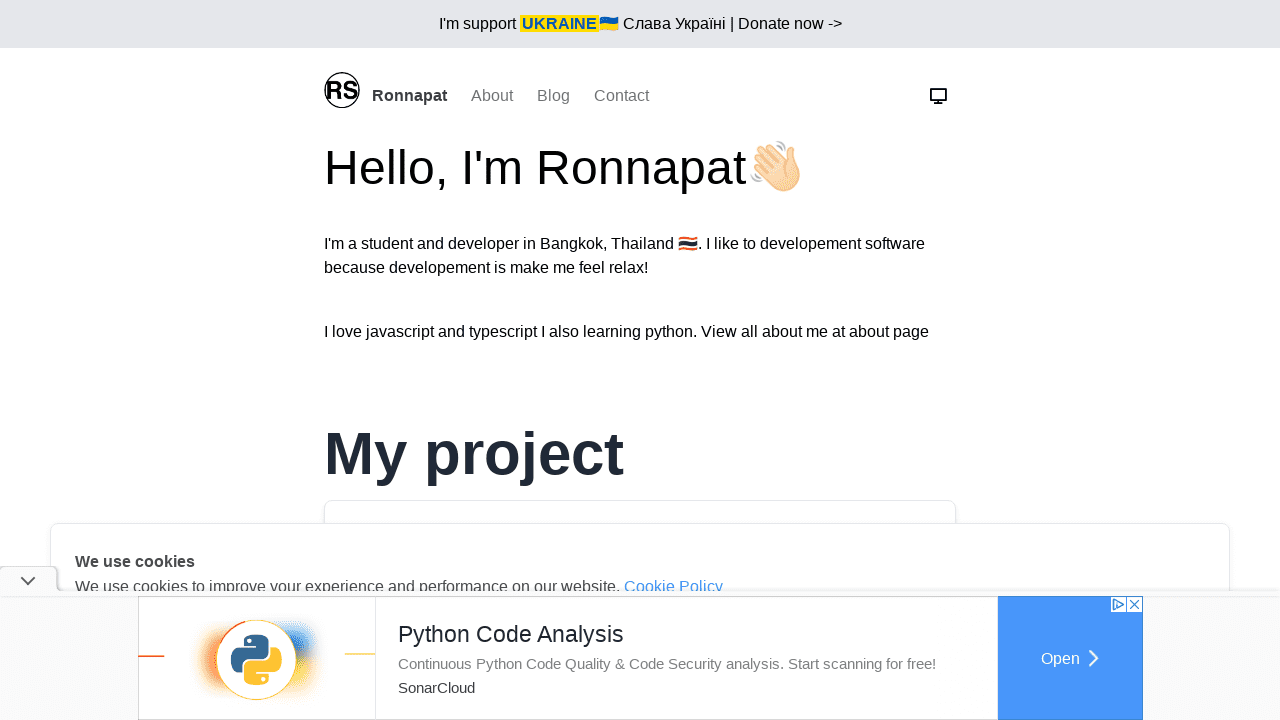 I'm support UKRAINE🇺🇦 Слава Україні | Donate now ->
RS Ronnapat About Blog Contact
Hello, I'm Ronnapat👋🏻
I'm a student and developer in Bangkok, Thailand 🇹🇭. I like to developement software
because developement is make me feel relax!
I love javascript and typescript I also learning python. View all about me at about page
My project
We use cookies
We use cookies to improve your experience and performance on our website. Cookie Policy
Python Code Analysis
Continuous Python Code Quality & Code Security analysis. Start scanning for free!
SonarCloud
Open